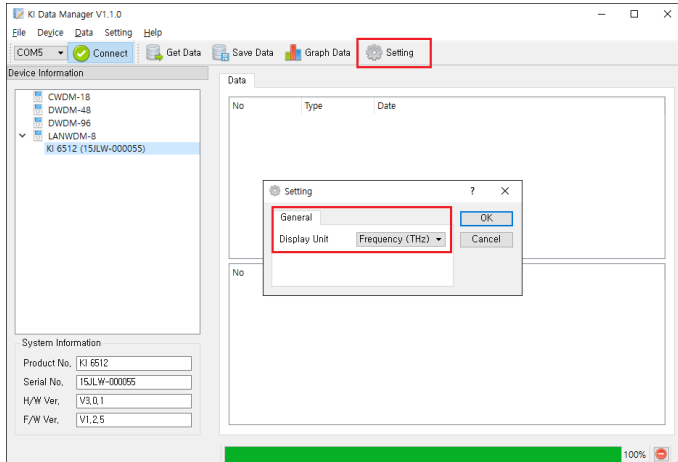 KI Data Manager V1.1.0
File Device Data Setting Help
COM5 Connect Get Data Save Data Graph Data Setting
Device Information
Data
CWDM-18
DWDM-48
DWDM-96
LANWDM-8
KI 6512 (15JLW-000055)
No Type Date
Setting
General
Display Unit Frequency (THz)
OK
Cancel
No
System Information
Product No. KI 6512
Serial No. 15JLW-000055
H/W Ver. V3.0.1
F/W Ver. V1.2.5
100%